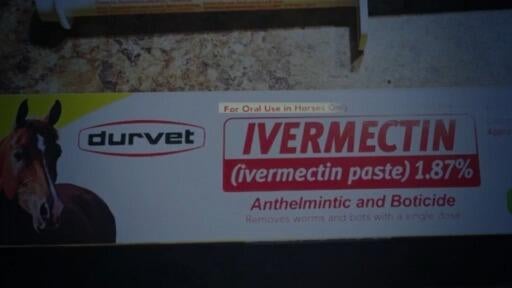 For Oral Use in Horses Only
durvet
IVERMECTIN
(ivermectin paste) 1.87%
Anthelmintic and Boticide
Removes worms and bots with a single dose